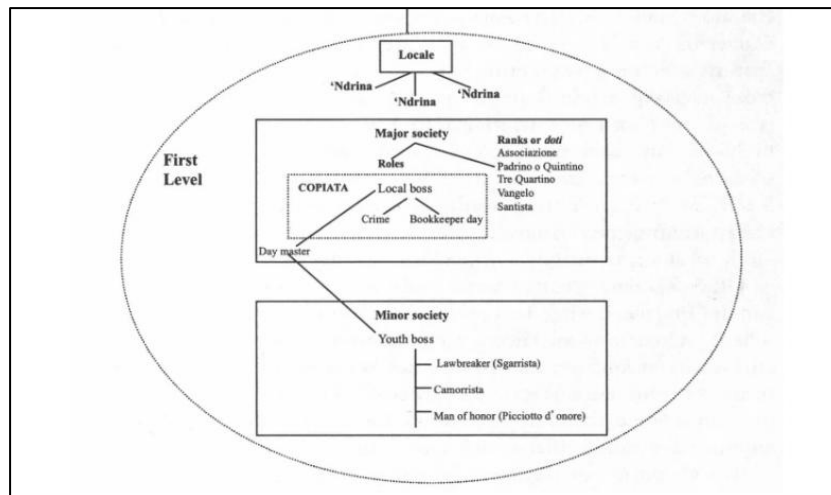 Locale
'Ndrina
'Ndrina
'Ndrina
First
Level
Major society
Roles
Ranks or doti
Associazione
Padrino o Quintino
Tre Quartino
Vangelo
Santista
COPIATA
Local boss
Crime
Bookkeeper day
Day master
Minor society
Youth boss
Lawbreaker (Sgarrista)
Camorrista
Man of honor (Picciotto d' onore)